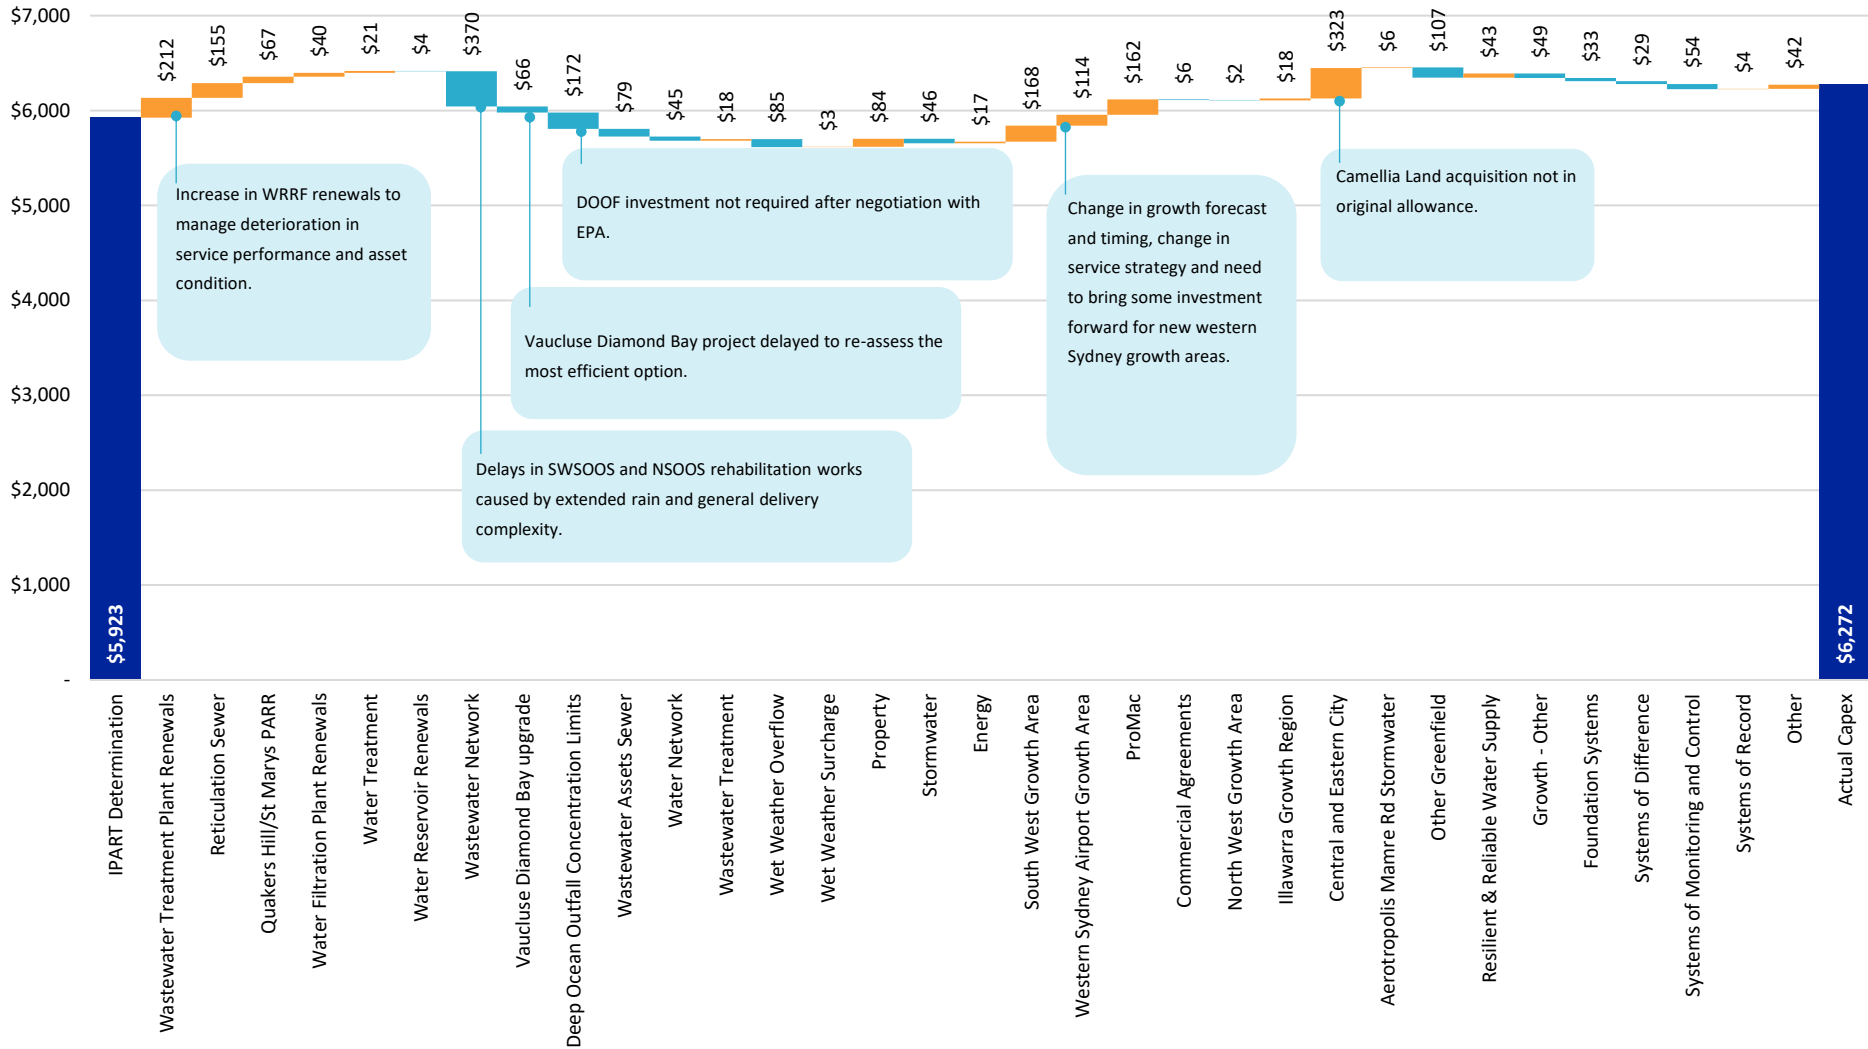 $7,000
$6,000
$5,000
$4,000
$3,000
$2,000
$1,000
-
$5,923
$212
$155
$67
$40
$21
$4
$370
$66
$172
$79
$45
$18
$85
$3
$84
$46
$17
$168
$114
$162
$6
$2
$18
$323
$6
$107
$43
$49
$33
$29
$54
$4
$42
$6,272
Increase in WRRF renewals to
manage deterioration in
service performance and asset
condition.
DOOF investment not required after negotiation with
EPA.
Vaucluse Diamond Bay project delayed to re-assess the
most efficient option.
Delays in SWSOOS and NSOOS rehabilitation works
caused by extended rain and general delivery
complexity.
Change in growth forecast
and timing, change in
service strategy and need
to bring some investment
forward for new western
Sydney growth areas.
Camellia Land acquisition not in
original allowance.
IPART Determination
Wastewater Treatment Plant Renewals
Reticulation Sewer
Quakers Hill/St Marys PARR
Water Filtration Plant Renewals
Water Treatment
Water Reservoir Renewals
Wastewater Network
Vaucluse Diamond Bay upgrade
Deep Ocean Outfall Concentration Limits
Wastewater Assets Sewer
Water Network
Wastewater Treatment
Wet Weather Overflow
Wet Weather Surcharge
Property
Stormwater
Energy
South West Growth Area
Western Sydney Airport Growth Area
ProMac
Commercial Agreements
North West Growth Area
Illawarra Growth Region
Central and Eastern City
Aerotropolis Mamre Rd Stormwater
Other Greenfield
Resilient & Reliable Water Supply
Growth - Other
Foundation Systems
Systems of Difference
Systems of Monitoring and Control
Systems of Record
Other
Actual Capex